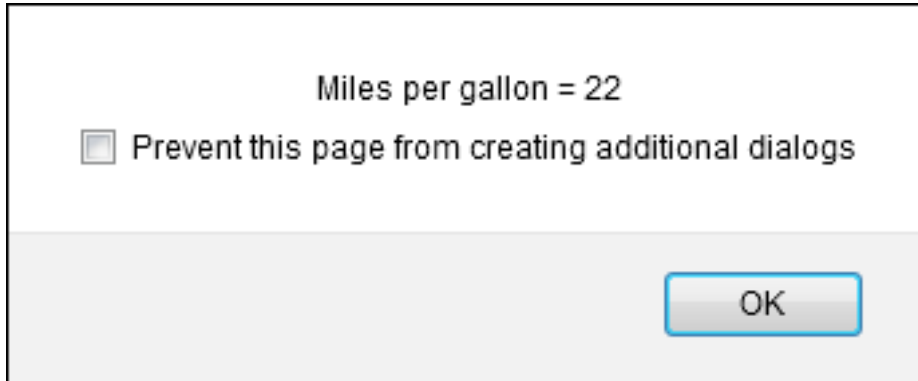 Miles per gallon = 22
Prevent this page from creating additional dialogs
OK